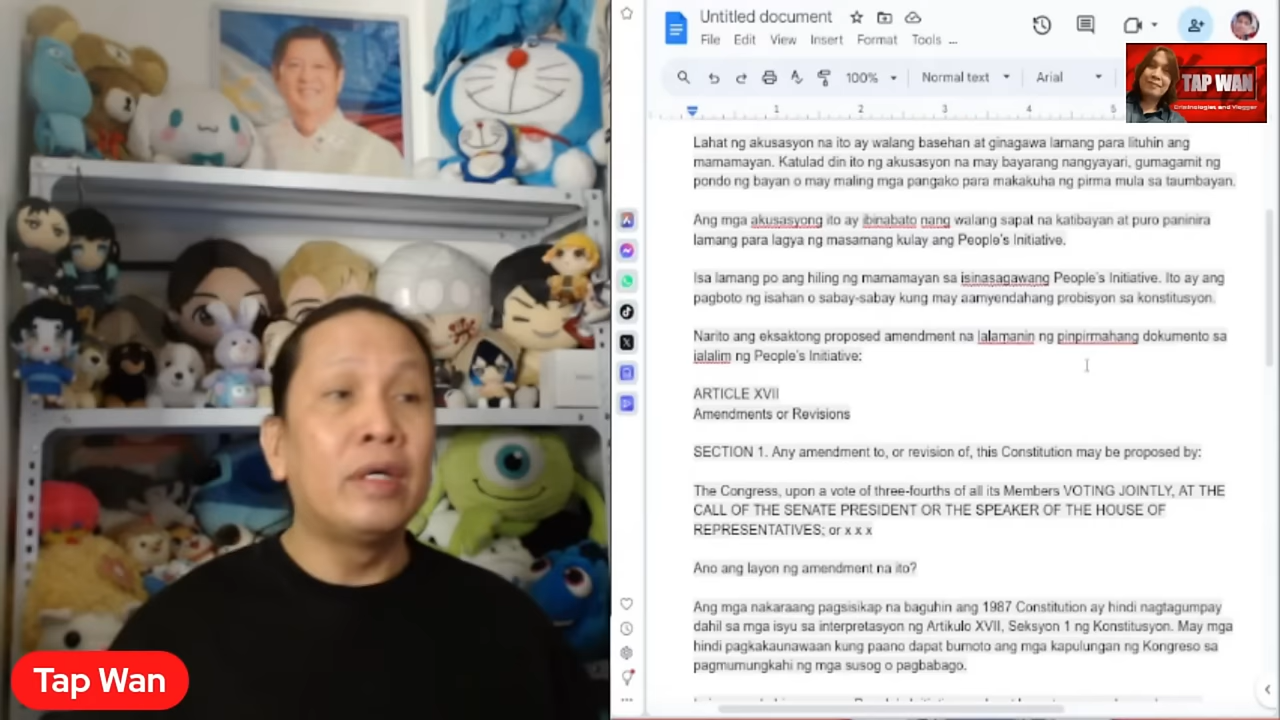 Untitled document
File Edit View Insert Format Tools ...
100% Normal text Arial
1 2 3 4 5
TAP WAN
Criminologist and Vlogger
Lahat ng akusasyon na ito ay walang basehan at ginagawa lamang para lituhin ang
mamamayan. Katulad din ito ng akusasyon na may bayarang nangyayari, gumagamit ng
pondo ng bayan o may maling mga pangako para makakuha ng pirma mula sa taumbayan.
Ang mga akusasyong ito ay ibinabato nang walang sapat na katibayan at puro paninira
lamang para lagya ng masamang kulay ang People's Initiative.
Isa lamang po ang hiling ng mamamayan sa isinasagawang People's Initiative. Ito ay ang
pagboto ng isahan o sabay-sabay kung may aamyendahang probisyon sa konstitusyon.
Narito ang eksaktong proposed amendment na lalamanin ng pinpirmahang dokumento sa
ialalim ng People's Initiative:
ARTICLE XVII
Amendments or Revisions
SECTION 1. Any amendment to, or revision of, this Constitution may be proposed by:
The Congress, upon a vote of three-fourths of all its Members VOTING JOINTLY, AT THE
CALL OF THE SENATE PRESIDENT OR THE SPEAKER OF THE HOUSE OF
REPRESENTATIVES; or x x x
Ano ang layon ng amendment na ito?
Ang mga nakaraang pagsisikap na baguhin ang 1987 Constitution ay hindi nagtagumpay
dahil sa mga isyu sa interpretasyon ng Artikulo XVII, Seksyon 1 ng Konstitusyon. May mga
hindi pagkakaunawaan kung paano dapat bumoto ang mga kapulungan ng Kongreso sa
pagmumungkahi ng mga susog o pagbabago.
Tap Wan